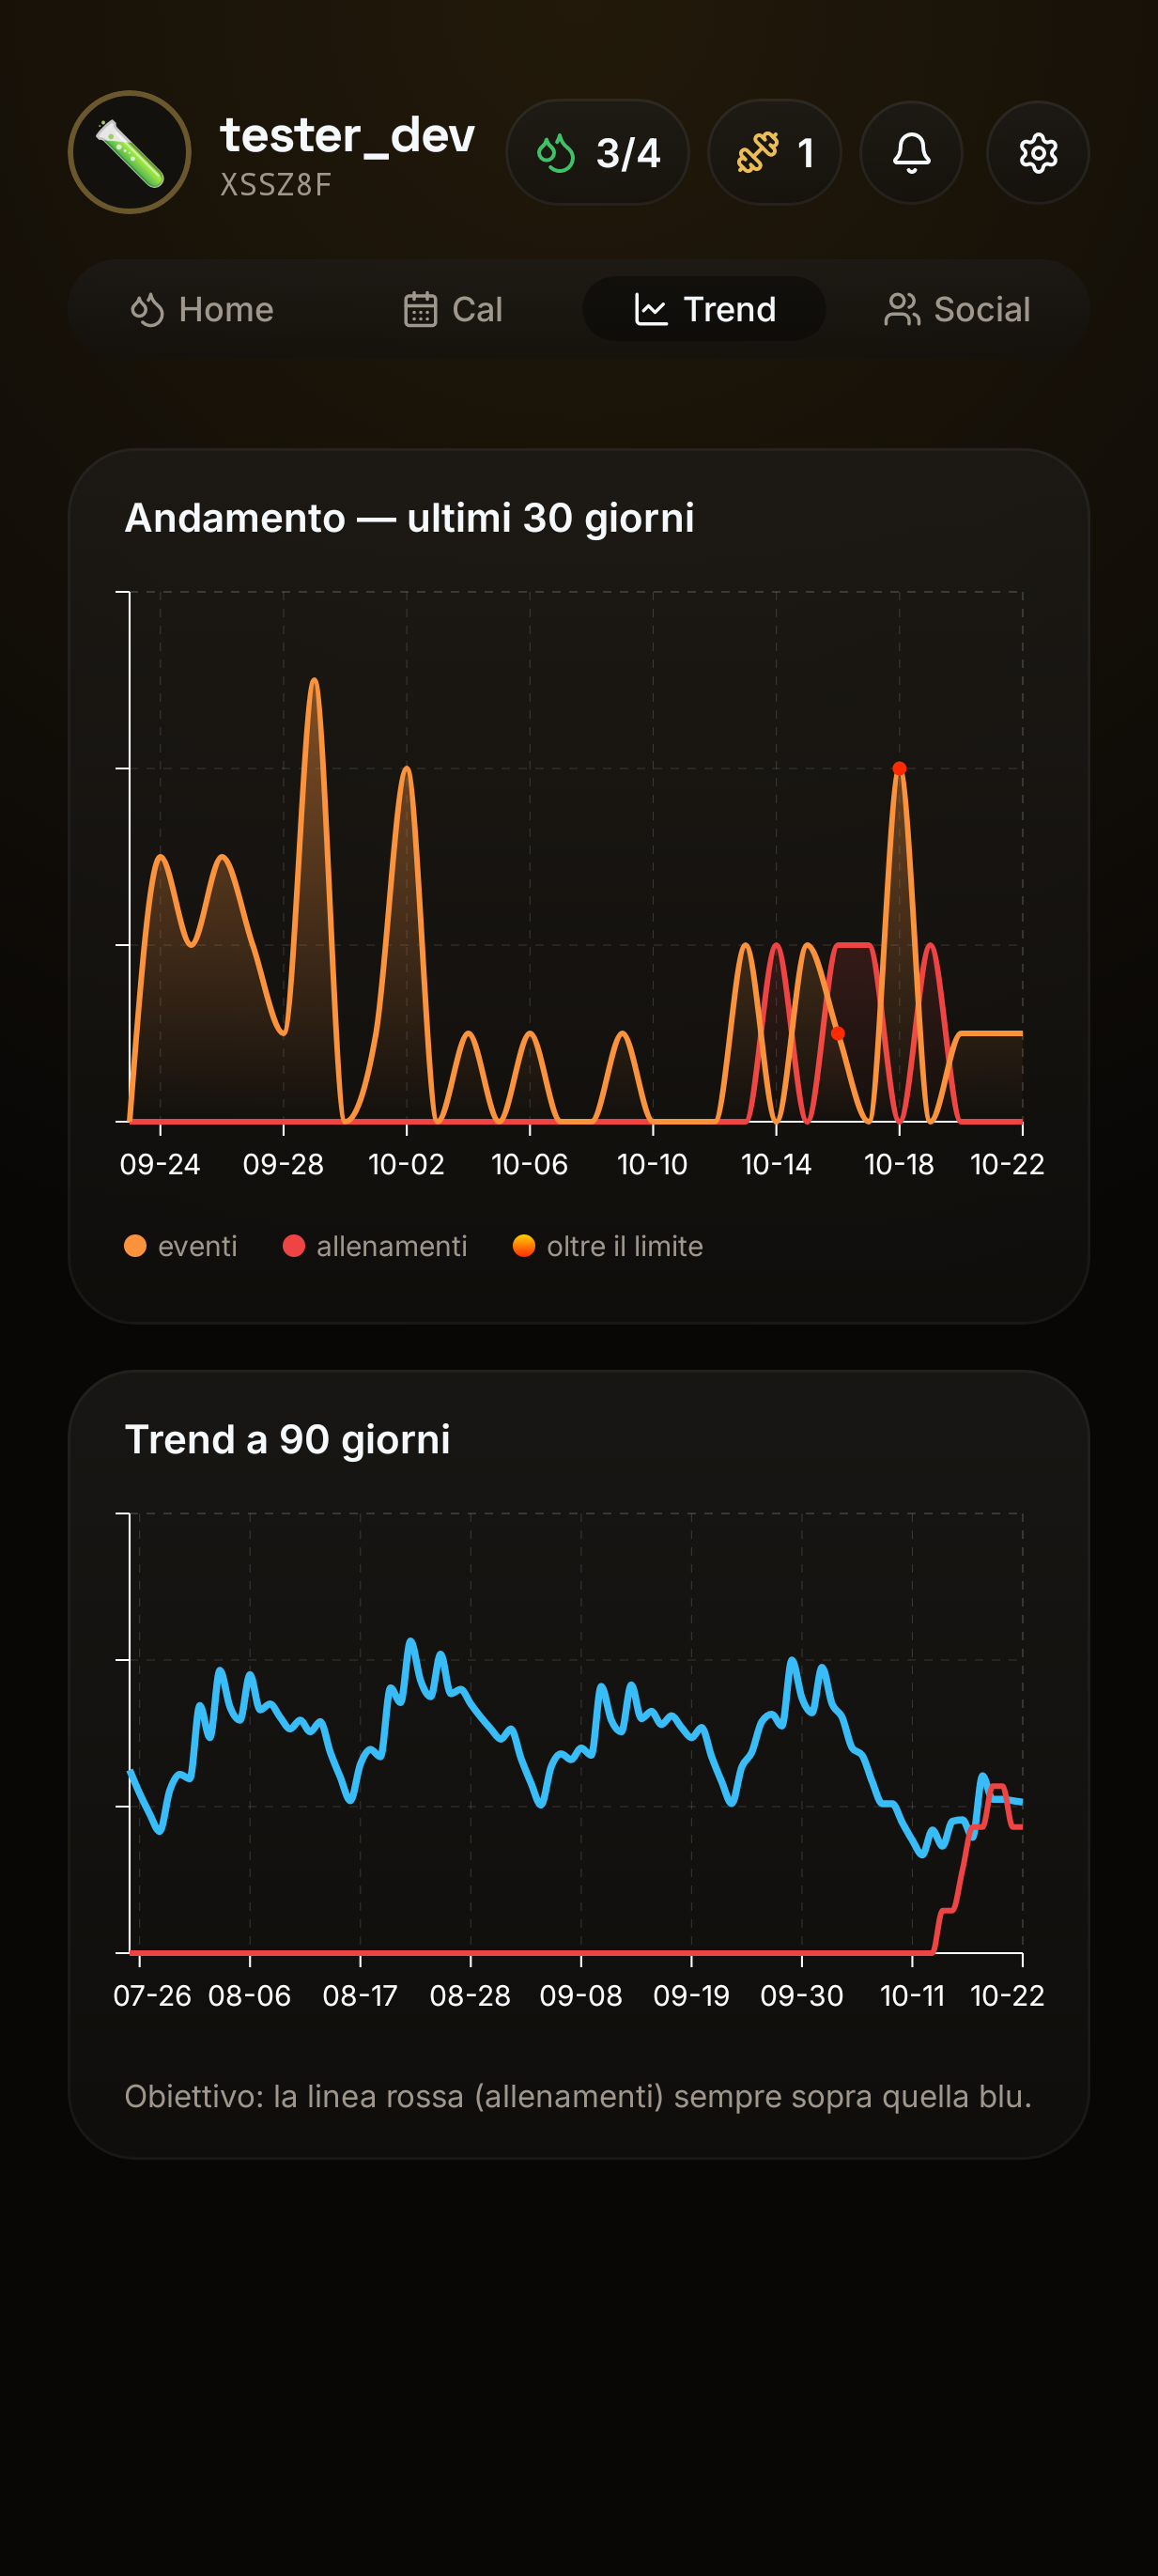 tester_dev
XSSZ8F
3/4
1
Home
Cal
Trend
Social
Andamento — ultimi 30 giorni
09-24 09-28 10-02 10-06 10-10 10-14 10-18 10-22
eventi
allenamenti
oltre il limite
Trend a 90 giorni
07-26 08-06 08-17 08-28 09-08 09-19 09-30 10-11 10-22
Obiettivo: la linea rossa (allenamenti) sempre sopra quella blu.